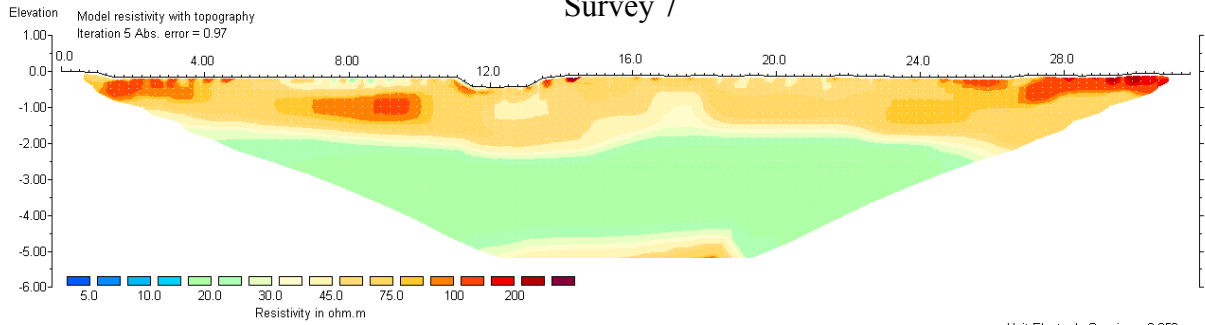 Survey 7
Elevation
Model resistivity with topography
Iteration 5 Abs. error = 0.97
1.00
0.0
-1.00
-2.00
-3.00
-4.00
-5.00
-6.00
0.0 4.00 8.00 12.0 16.0 20.0 24.0 28.0
5.0 10.0 20.0 30.0 45.0 75.0 100 200
Resistivity in ohm.m